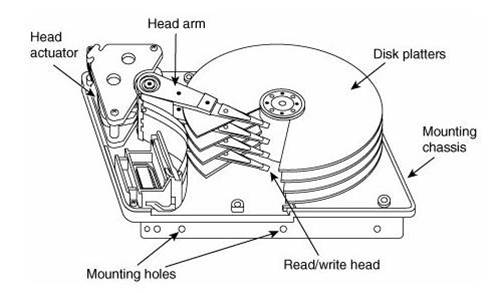 Head arm
Head
actuator
Disk platters
Mounting
chassis
Read/write head
Mounting holes